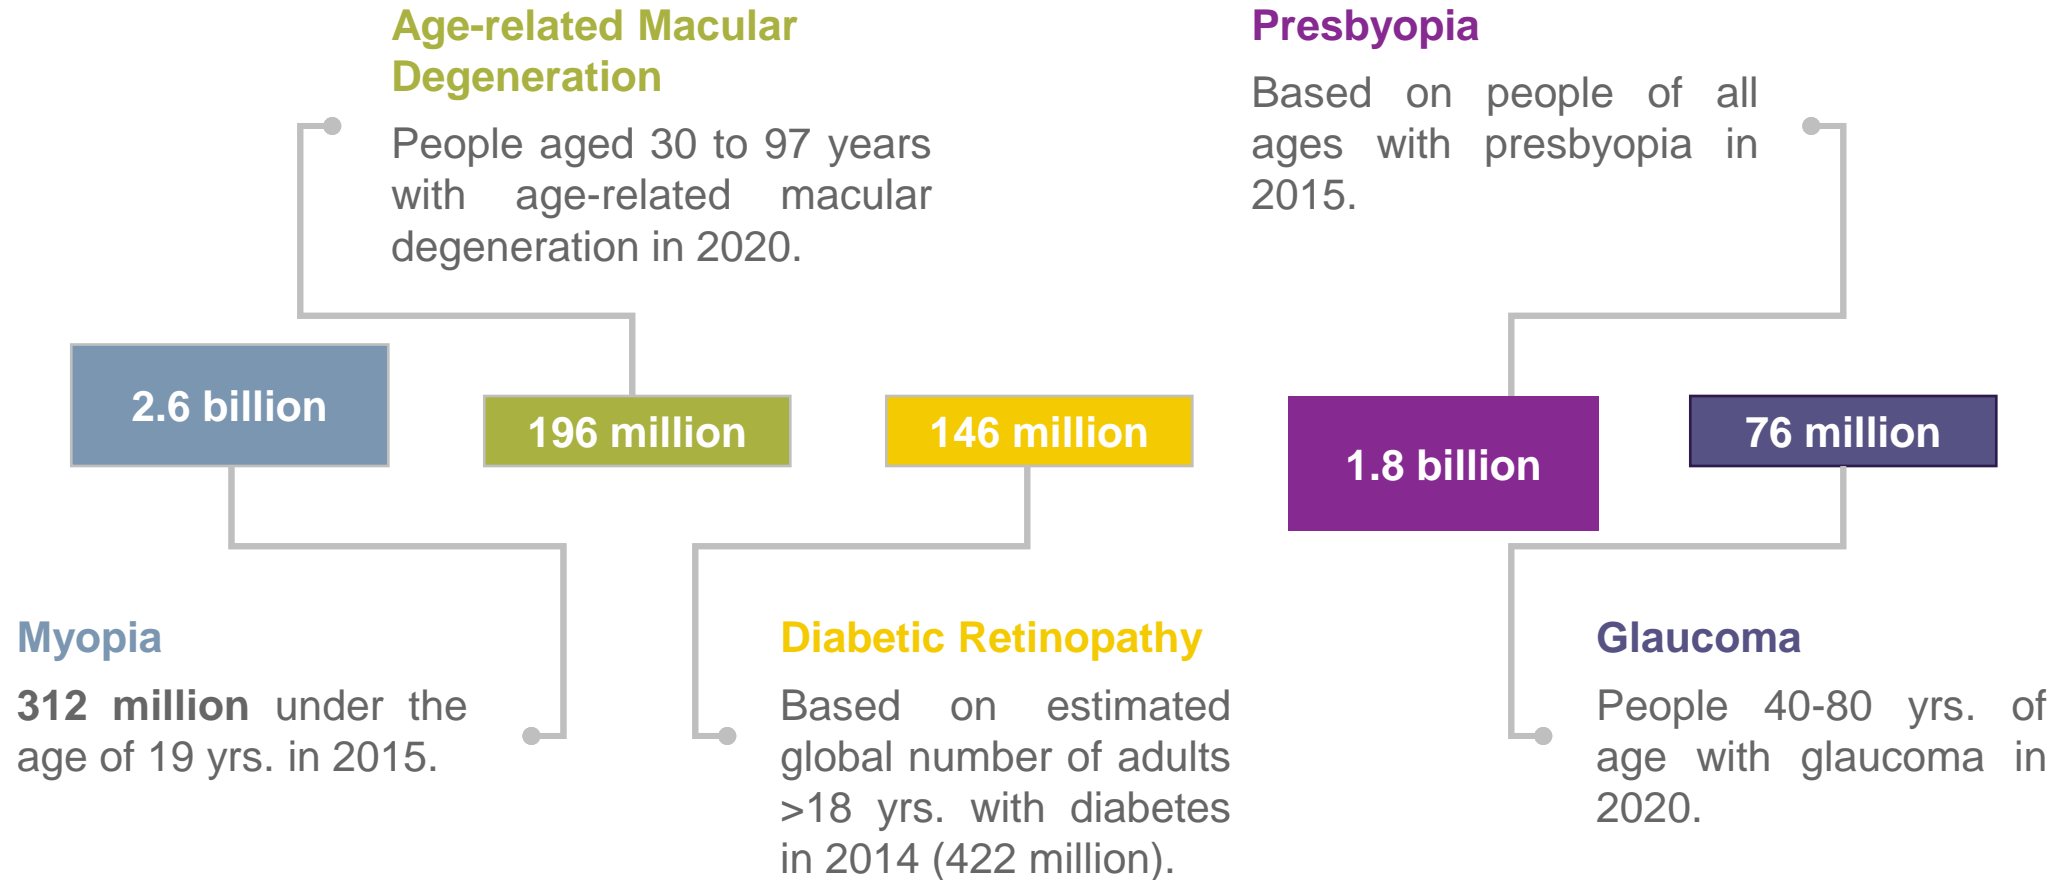 Age-related Macular
Degeneration
People aged 30 to 97 years
with age-related macular
degeneration in 2020.
Presbyopia
Based on people of all
ages with presbyopia in
2015.
2.6 billion
196 million
146 million
1.8 billion
76 million
Myopia
312 million under the
age of 19 yrs. in 2015.
Diabetic Retinopathy
Based on estimated
global number of adults
>18 yrs. with diabetes
in 2014 (422 million).
Glaucoma
People 40-80 yrs. of
age with glaucoma in
2020.